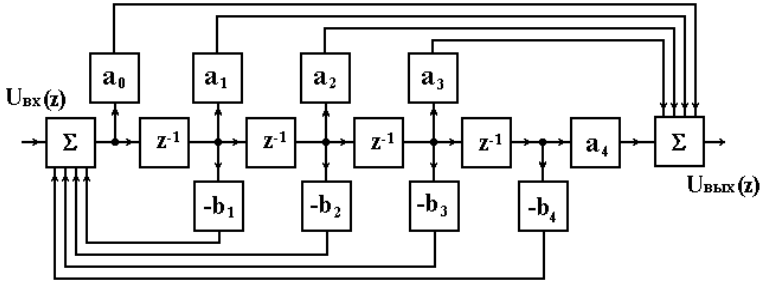 a₀ a₁ a₂ a₃
Uвх(z)
Σ z⁻¹ z⁻¹ z⁻¹ z⁻¹ a₄ Σ
Uвых(z)
-b₁ -b₂ -b₃ -b₄